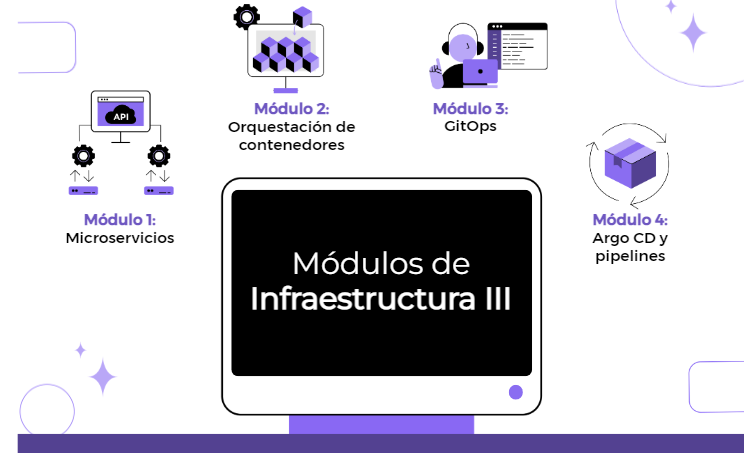 API
Módulo 1:
Microservicios
Módulo 2:
Orquestación de
contenedores
Módulo 3:
GitOps
Módulo 4:
Argo CD y
pipelines
Módulos de
Infraestructura III